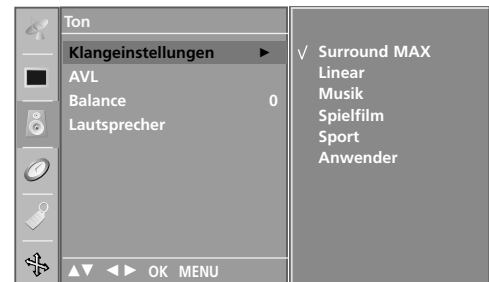 Ton
Klangeinstellungen ►
AVL
Balance 0
Lautsprecher
▲▼ ◄► OK MENU
√ Surround MAX
Linear
Musik
Spielfilm
Sport
Anwender